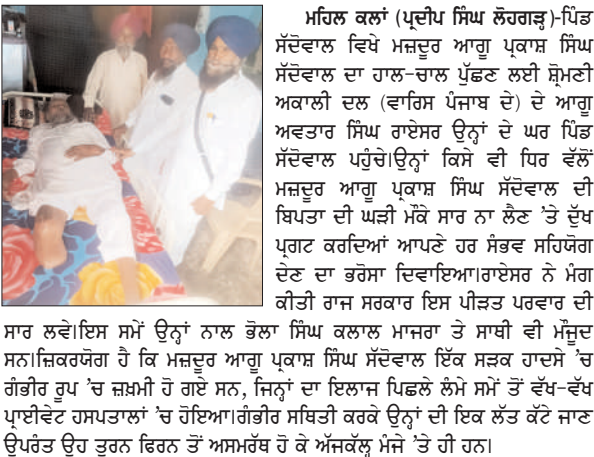 ਮਹਿਲ ਕਲਾਂ (ਪ੍ਰਦੀਪ ਸਿੰਘ ਲੋਹਗੜ੍ਹ)-ਪਿੰਡ
ਸੱਦੋਵਾਲ ਵਿਖੇ ਮਜ਼ਦੂਰ ਆਗੂ ਪ੍ਰਕਾਸ਼ ਸਿੰਘ
ਸੱਦੋਵਾਲ ਦਾ ਹਾਲ-ਚਾਲ ਪੁੱਛਣ ਲਈ ਸ਼੍ਰੋਮਣੀ
ਅਕਾਲੀ ਦਲ (ਵਾਰਿਸ ਪੰਜਾਬ ਦੇ) ਦੇ ਆਗੂ
ਅਵਤਾਰ ਸਿੰਘ ਰਾਏਸਰ ਉਨ੍ਹਾਂ ਦੇ ਘਰ ਪਿੰਡ
ਸੱਦੋਵਾਲ ਪਹੁੰਚੇ।ਉਨ੍ਹਾਂ ਕਿਸੇ ਵੀ ਧਿਰ ਵੱਲੋਂ
ਮਜ਼ਦੂਰ ਆਗੂ ਪ੍ਰਕਾਸ਼ ਸਿੰਘ ਸੱਦੋਵਾਲ ਦੀ
ਬਿਪਤਾ ਦੀ ਘੜੀ ਮੌਕੇ ਸਾਰ ਨਾ ਲੈਣ ’ਤੇ ਦੁੱਖ
ਪ੍ਰਗਟ ਕਰਦਿਆਂ ਆਪਣੇ ਹਰ ਸੰਭਵ ਸਹਿਯੋਗ
ਦੇਣ ਦਾ ਭਰੋਸਾ ਦਿਵਾਇਆ।ਰਾਏਸਰ ਨੇ ਮੰਗ
ਕੀਤੀ ਰਾਜ ਸਰਕਾਰ ਇਸ ਪੀੜਤ ਪਰਵਾਰ ਦੀ
ਸਾਰ ਲਵੇ।ਇਸ ਸਮੇਂ ਉਨ੍ਹਾਂ ਨਾਲ ਭੋਲਾ ਸਿੰਘ ਕਲਾਲ ਮਾਜਰਾ ਤੇ ਸਾਥੀ ਵੀ ਮੌਜੂਦ
ਸਨ।ਜ਼ਿਕਰਯੋਗ ਹੈ ਕਿ ਮਜ਼ਦੂਰ ਆਗੂ ਪ੍ਰਕਾਸ਼ ਸਿੰਘ ਸੱਦੋਵਾਲ ਇੱਕ ਸੜਕ ਹਾਦਸੇ ’ਚ
ਗੰਭੀਰ ਰੂਪ ’ਚ ਜ਼ਖ਼ਮੀ ਹੋ ਗਏ ਸਨ, ਜਿਨ੍ਹਾਂ ਦਾ ਇਲਾਜ ਪਿਛਲੇ ਲੰਮੇ ਸਮੇਂ ਤੋਂ ਵੱਖ-ਵੱਖ
ਪ੍ਰਾਈਵੇਟ ਹਸਪਤਾਲਾਂ ’ਚ ਹੋਇਆ।ਗੰਭੀਰ ਸਥਿਤੀ ਕਰਕੇ ਉਨ੍ਹਾਂ ਦੀ ਇਕ ਲੱਤ ਕੱਟੇ ਜਾਣ
ਉਪਰੰਤ ਉਹ ਤੁਰਨ ਫਿਰਨ ਤੋਂ ਅਸਮਰੱਥ ਹੋ ਕੇ ਅੱਜਕੱਲ੍ਹ ਮੰਜੇ ’ਤੇ ਹੀ ਹਨ।